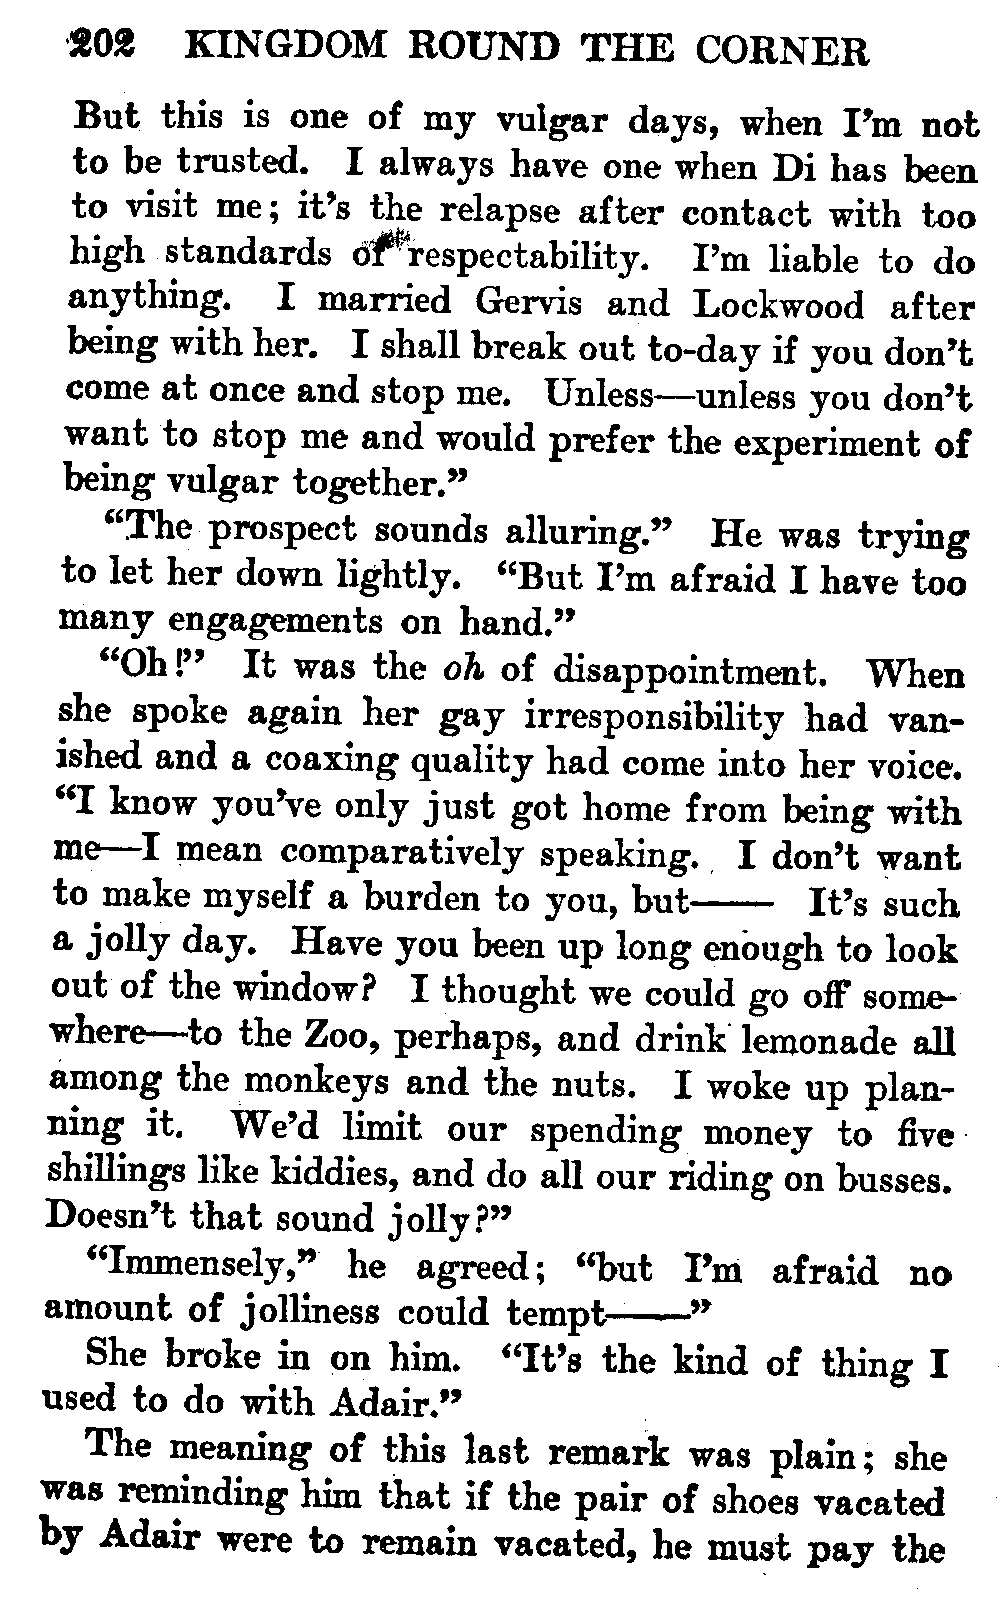 202 KINGDOM ROUND THE CORNER
But this is one of my vulgar days, when I'm not
to be trusted. I always have one when Di has been
to visit me; it's the relapse after contact with too
high standards of respectability. I'm liable to do
anything. I married Gervis and Lockwood after
being with her. I shall break out to-day if you don't
come at once and stop me. Unless—unless you don't
want to stop me and would prefer the experiment of
being vulgar together."
"The prospect sounds alluring." He was trying
to let her down lightly. "But I'm afraid I have too
many engagements on hand."
"Oh!" It was the oh of disappointment. When
she spoke again her gay irresponsibility had van-
ished and a coaxing quality had come into her voice.
"I know you've only just got home from being with
me—I mean comparatively speaking. I don't want
to make myself a burden to you, but—— It's such
a jolly day. Have you been up long enough to look
out of the window? I thought we could go off some-
where—to the Zoo, perhaps, and drink lemonade all
among the monkeys and the nuts. I woke up plan-
ning it. We'd limit our spending money to five
shillings like kiddies, and do all our riding on busses.
Doesn't that sound jolly?"
"Immensely," he agreed; "but I'm afraid no
amount of jolliness could tempt——"
She broke in on him. "It's the kind of thing I
used to do with Adair."
The meaning of this last remark was plain; she
was reminding him that if the pair of shoes vacated
by Adair were to remain vacated, he must pay the